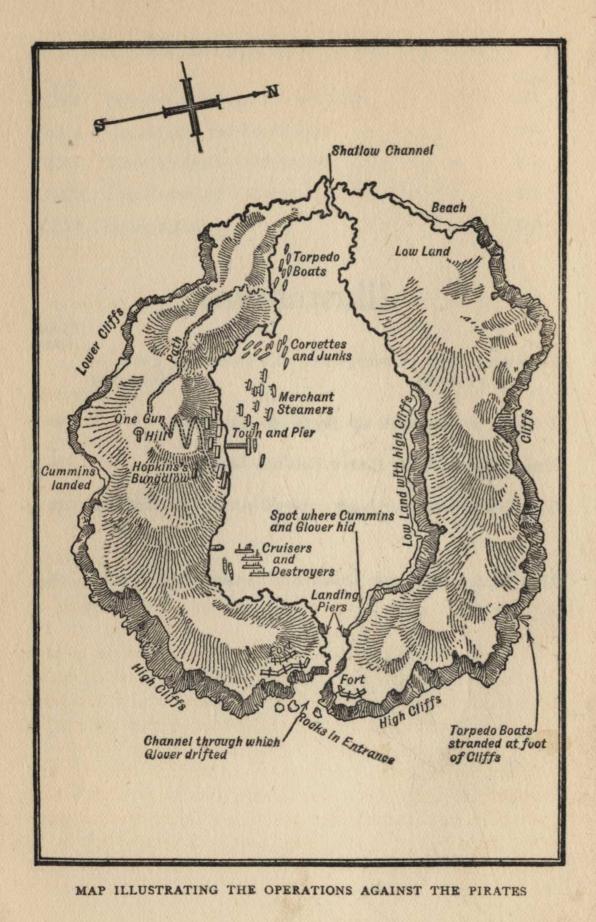 S
N
Shallow Channel
Beach
Low Land
Torpedo
Boats
Lower Cliffs
Path
Corvettes
and Junks
Merchant
Steamers
One Gun
Hill
Town and Pier
Cliffs
Hopkins's
Bungalow
Cummins
landed
Low Land with high Cliffs
Spot where Cummins
and Glover hid
Cruisers
and
Destroyers
Landing
Piers
Fort
Fort
High Cliffs
High Cliffs
Rocks in Entrance
Channel through which
Glover drifted
Torpedo Boats
stranded at foot
of Cliffs
MAP ILLUSTRATING THE OPERATIONS AGAINST THE PIRATES